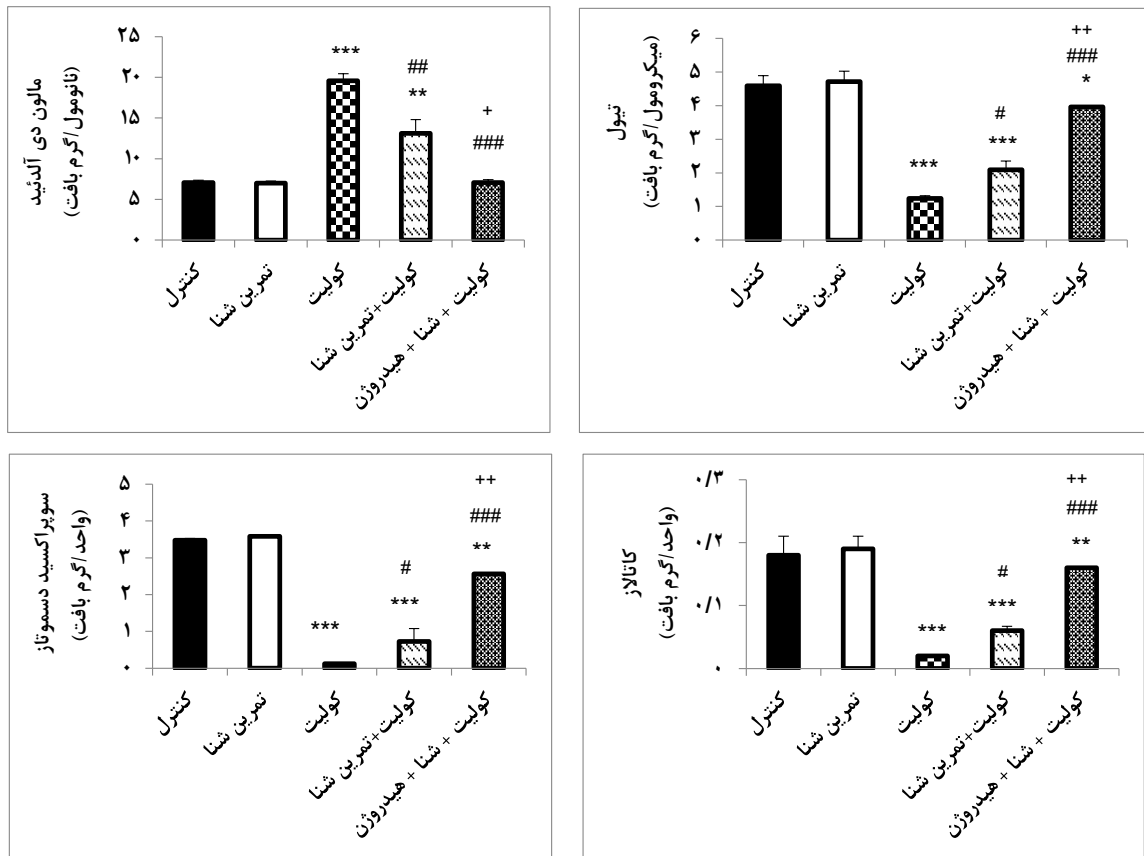 مالون دی آلدئید
(نانومول/گرم بافت)
۲۵
۲۰
۱۵
۱۰
۵
۰
***
##
**
+
###
کنترل
تمرین شنا
کولیت
کولیت+تمرین شنا
کولیت + شنا + هیدروژن
تیول
(میکرومول/گرم بافت)
۶
۵
۴
۳
۲
۱
۰
***
#
***
++
###
*
کنترل
تمرین شنا
کولیت
کولیت+تمرین شنا
کولیت + شنا + هیدروژن
سوپراکسید دسموتاز
(واحد/گرم بافت)
۵
۴
۳
۲
۱
۰
***
#
***
++
###
**
کنترل
تمرین شنا
کولیت
کولیت+تمرین شنا
کولیت + شنا + هیدروژن
کاتالاز
(واحد/گرم بافت)
۰/۳
۰/۲
۰/۱
۰
***
#
***
++
###
**
کنترل
تمرین شنا
کولیت
کولیت+تمرین شنا
کولیت + شنا + هیدروژن